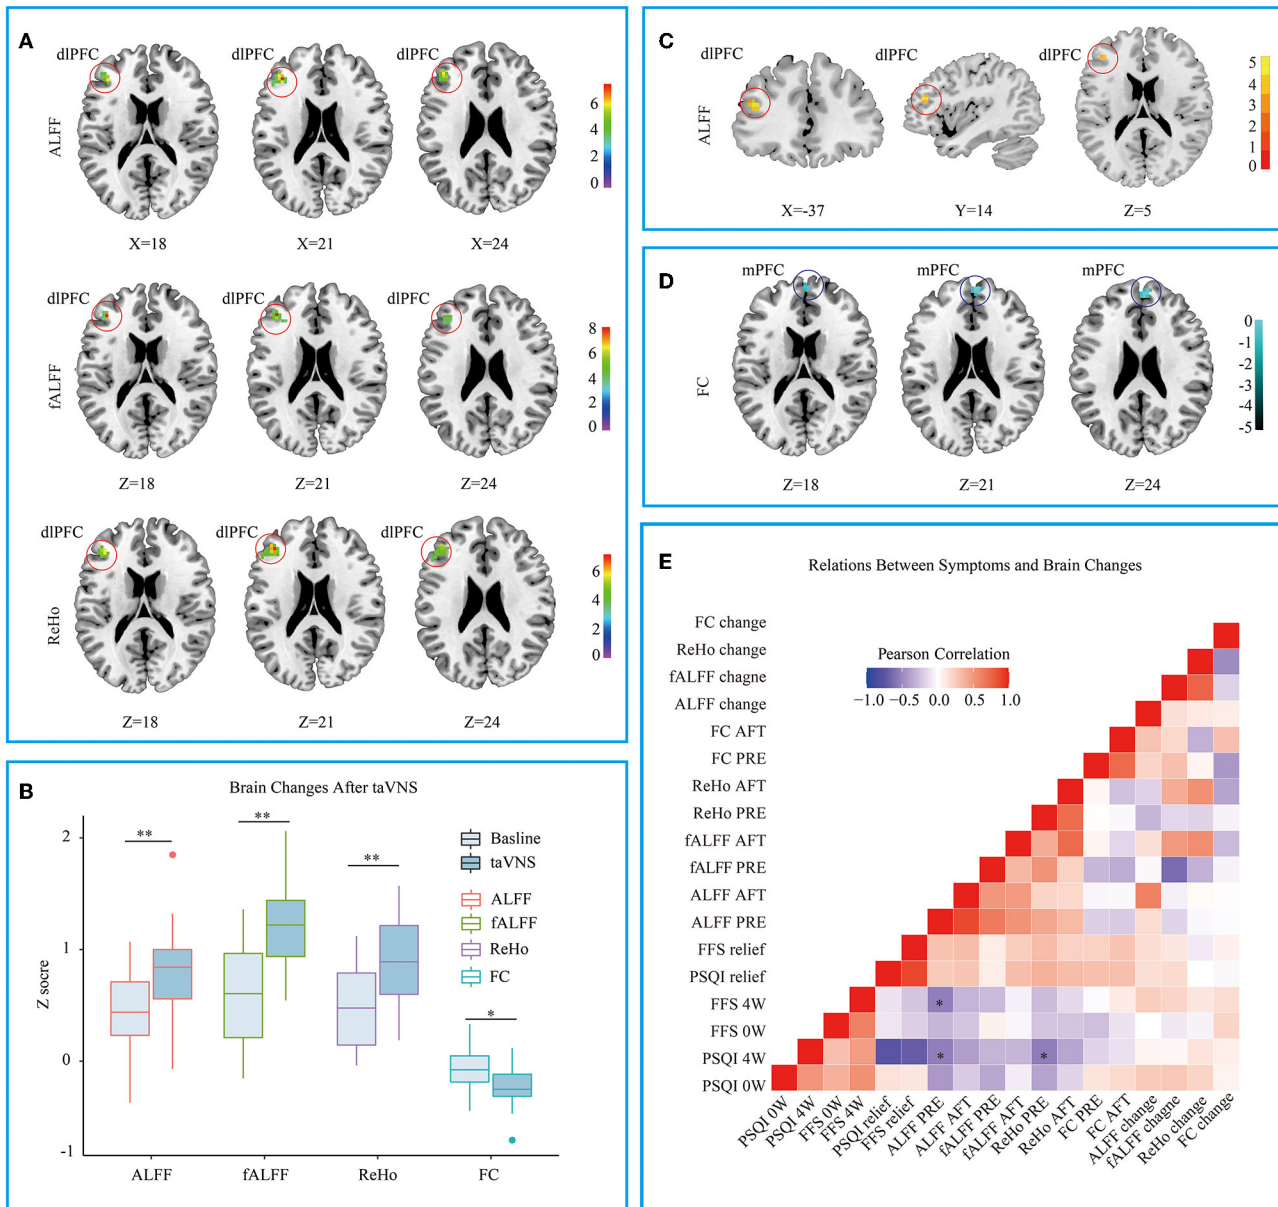 A
dlPFC
dlPFC
dlPFC
ALFF
6
4
2
0
X=18
X=21
X=24
dlPFC
dlPFC
dlPFC
fALFF
8
6
4
2
0
Z=18
Z=21
Z=24
dlPFC
dlPFC
dlPFC
ReHo
6
4
2
0
Z=18
Z=21
Z=24
B
Brain Changes After taVNS
Z socre
2
1
0
-1
**
**
**
*
Basline
taVNS
ALFF
fALFF
ReHo
FC
ALFF
fALFF
ReHo
FC
C
dlPFC
dlPFC
dlPFC
ALFF
5
4
3
2
1
0
X=-37
Y=14
Z=5
D
mPFC
mPFC
mPFC
FC
0
-1
-2
-3
-4
-5
Z=18
Z=21
Z=24
E
Relations Between Symptoms and Brain Changes
Pearson Correlation
−1.0 −0.5 0.0 0.5 1.0
FC change
ReHo change
fALFF chagne
ALFF change
FC AFT
FC PRE
ReHo AFT
ReHo PRE
fALFF AFT
fALFF PRE
ALFF AFT
ALFF PRE
FFS relief
PSQI relief
FFS 4W
FFS 0W
PSQI 4W
PSQI 0W
*
*
*
PSQI 0W
PSQI 4W
FFS 0W
FFS 4W
PSQI relief
FFS relief
ALFF PRE
ALFF AFT
fALFF PRE
fALFF AFT
ReHo PRE
ReHo AFT
FC PRE
FC AFT
ALFF change
fALFF chagne
ReHo change
FC change